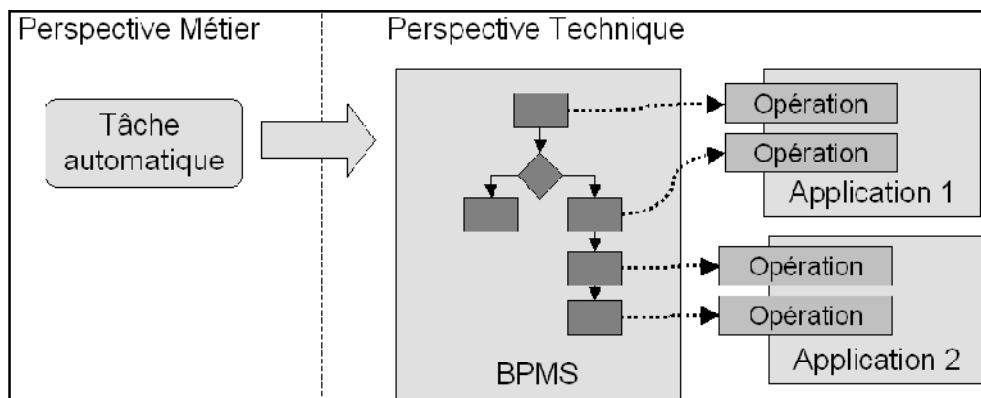 Perspective Métier
Perspective Technique
Tâche
automatique
Opération
Opération
Application 1
Opération
Opération
Application 2
BPMS